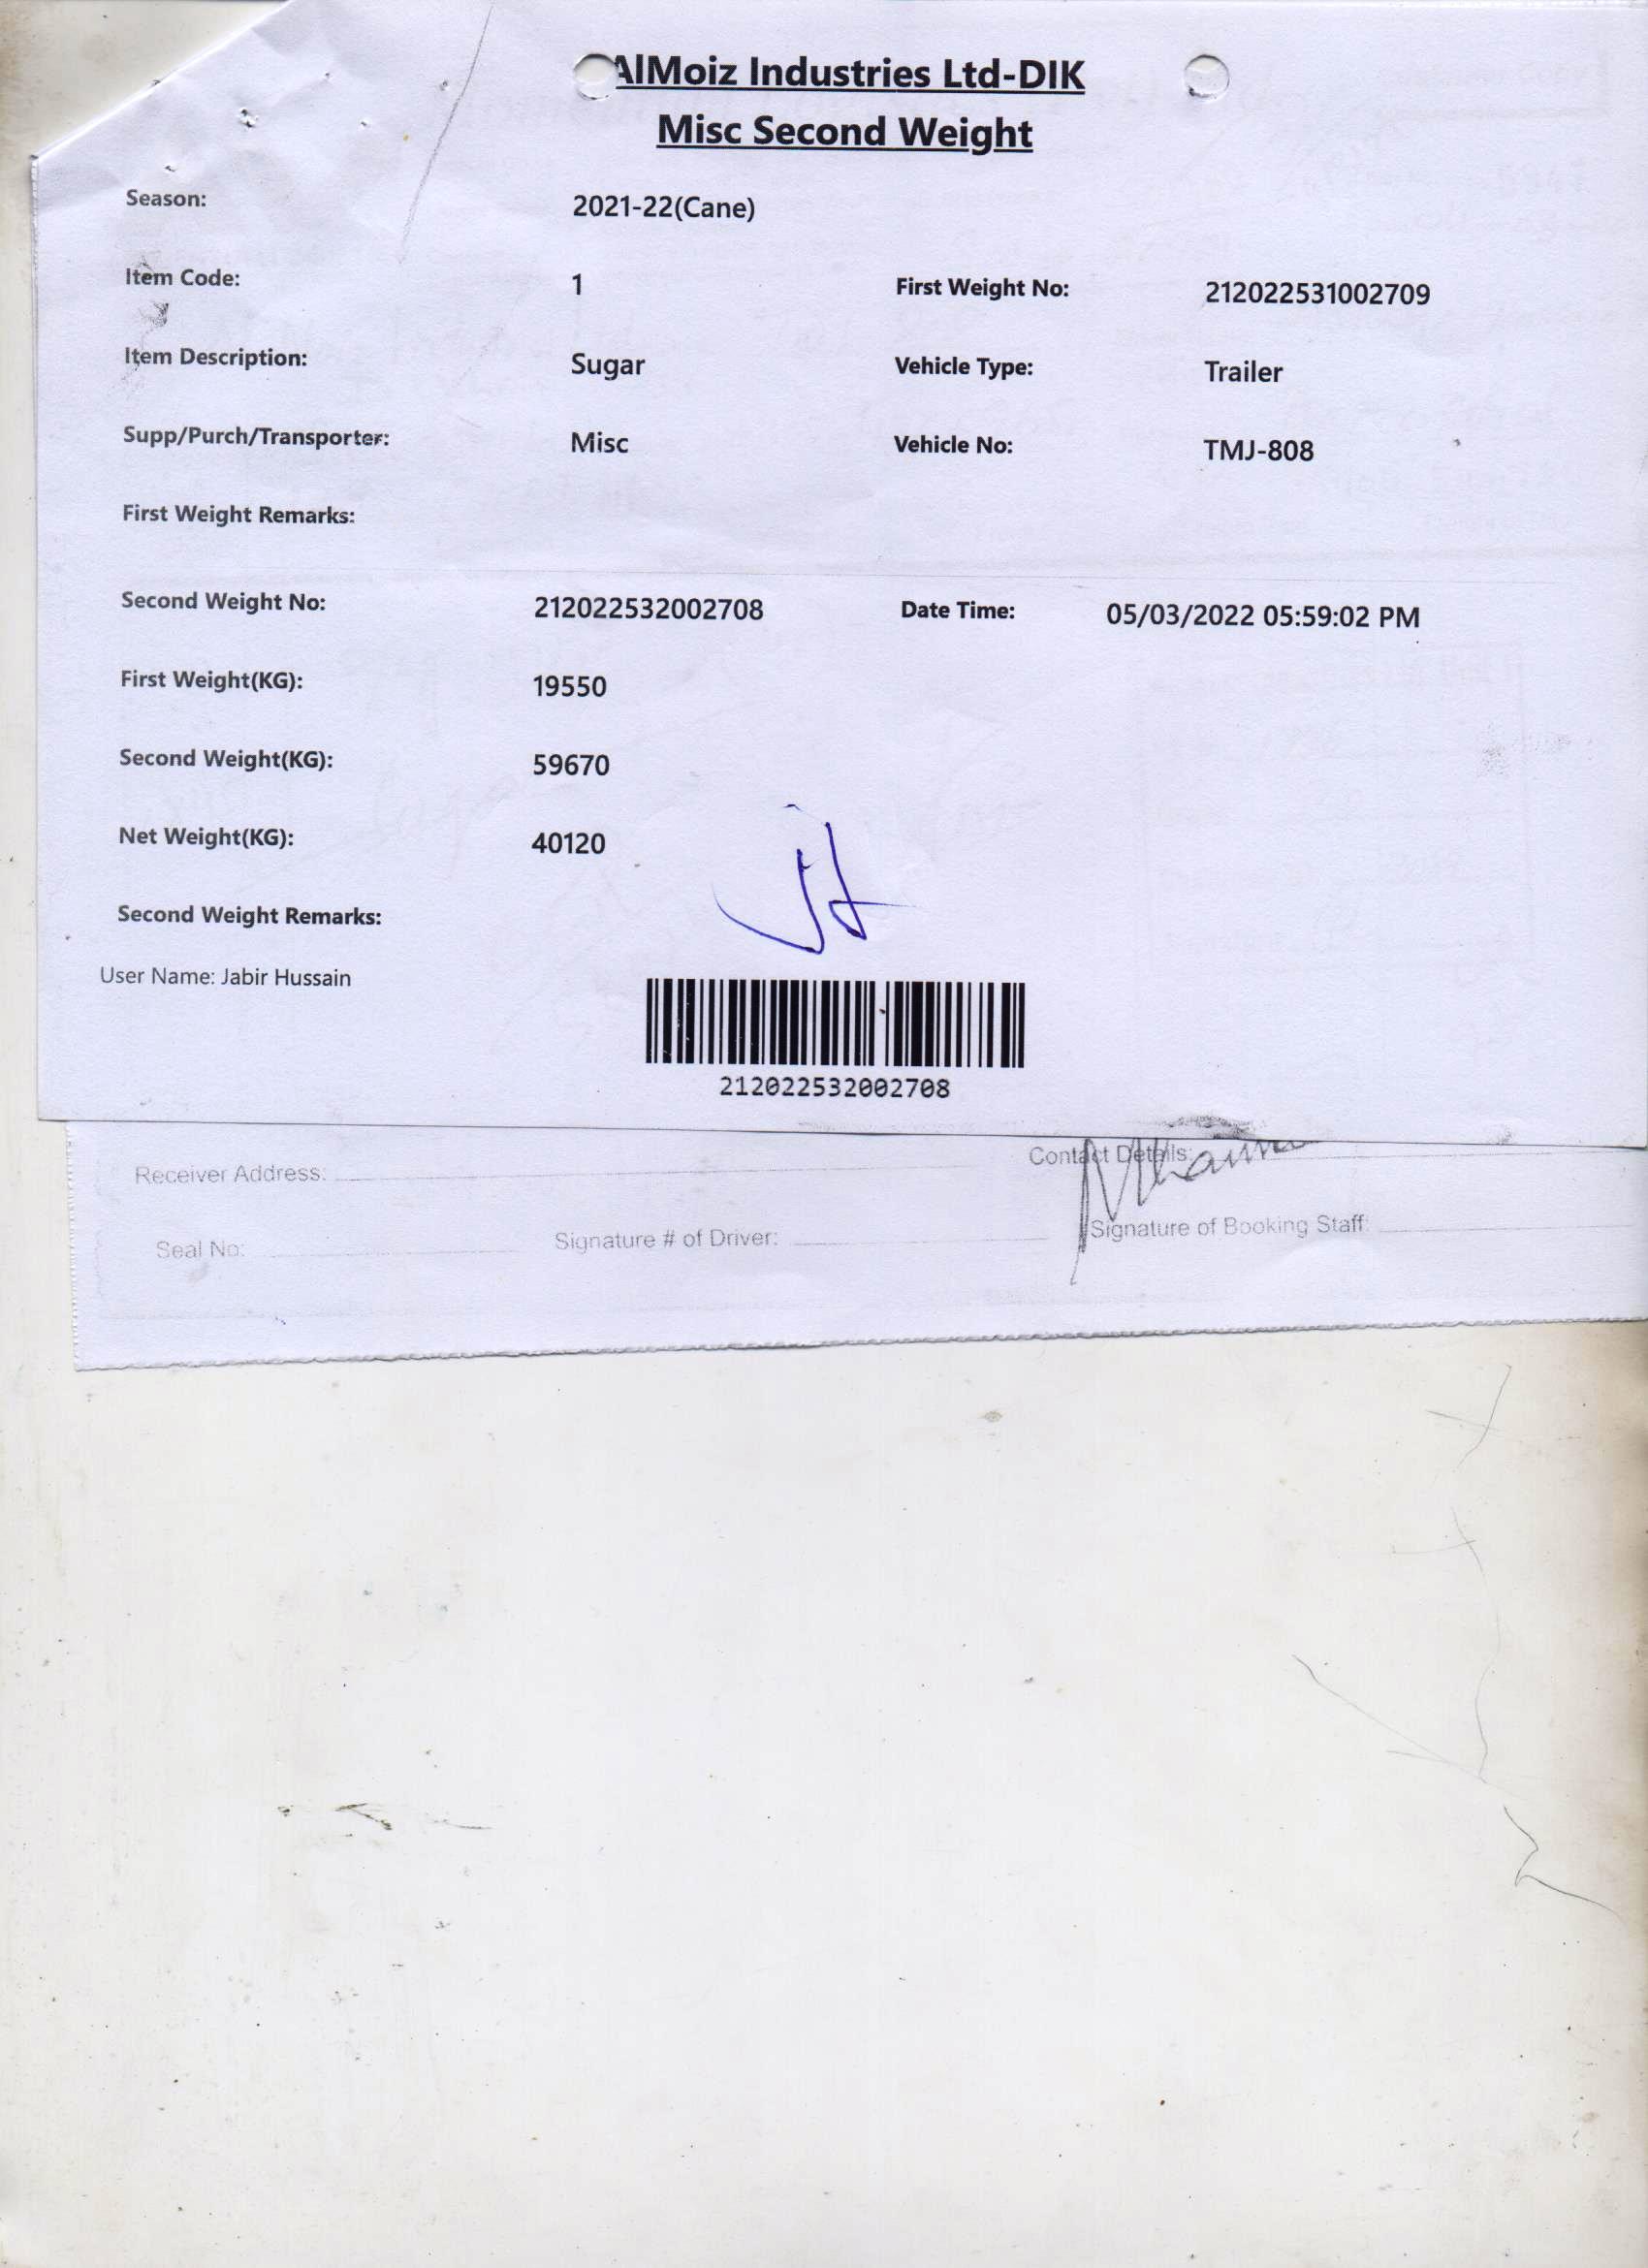 AlMoiz Industries Ltd-DIK
Misc Second Weight
Season: 2021-22(Cane)
Item Code: 1 First Weight No: 212022531002709
Item Description: Sugar Vehicle Type: Trailer
Supp/Purch/Transporter: Misc Vehicle No: TMJ-808
First Weight Remarks:
Second Weight No: 212022532002708 Date Time: 05/03/2022 05:59:02 PM
First Weight(KG): 19550
Second Weight(KG): 59670
Net Weight(KG): 40120
Second Weight Remarks:
User Name: Jabir Hussain
212022532002708
Receiver Address: Contact Details:
Seal No: Signature # of Driver: Signature of Booking Staff: